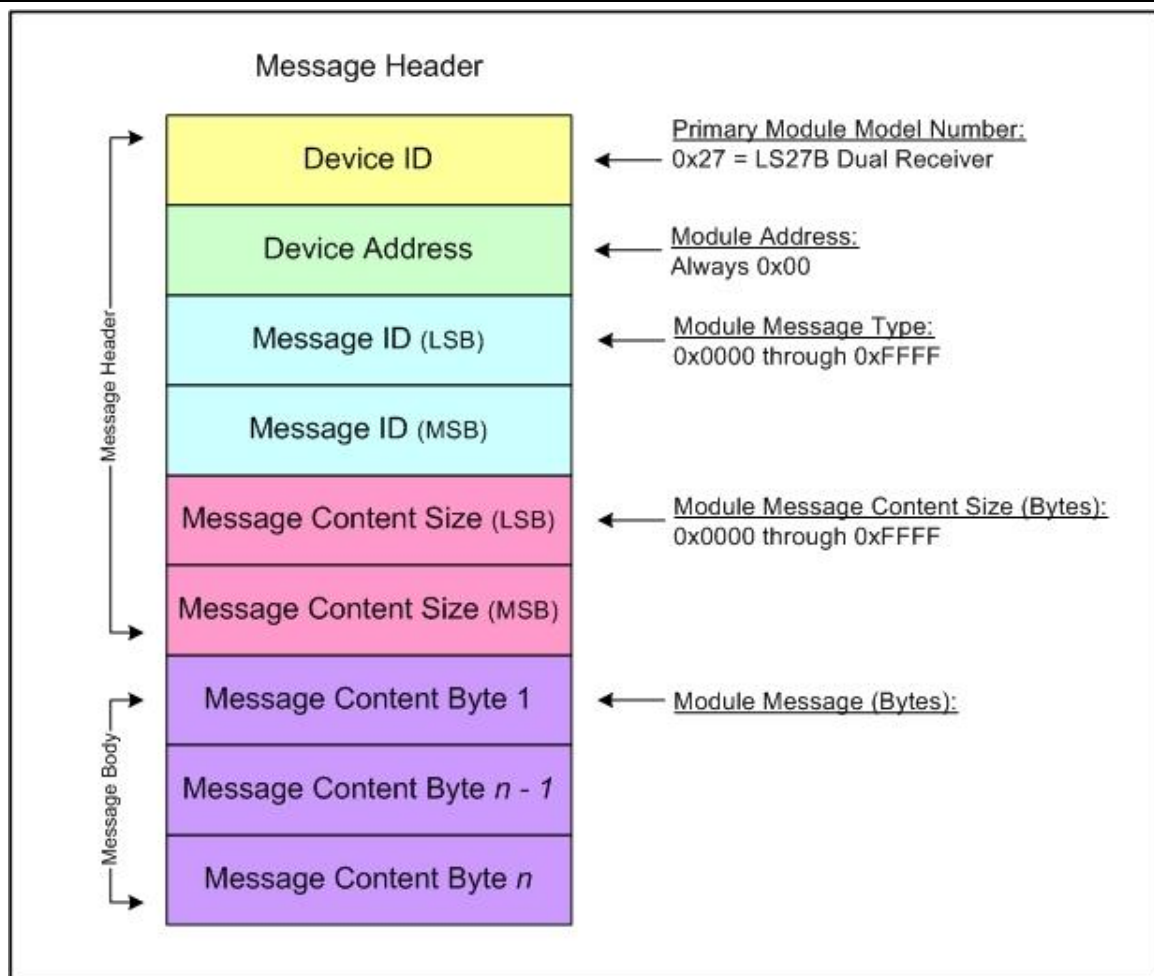 Message Header
Device ID
Primary Module Model Number:
0x27 = LS27B Dual Receiver
Device Address
Module Address:
Always 0x00
Message Header
Message ID (LSB)
Module Message Type:
0x0000 through 0xFFFF
Message ID (MSB)
Message Content Size (LSB)
Module Message Content Size (Bytes):
0x0000 through 0xFFFF
Message Content Size (MSB)
Message Body
Message Content Byte 1
Module Message (Bytes):
Message Content Byte n - 1
Message Content Byte n